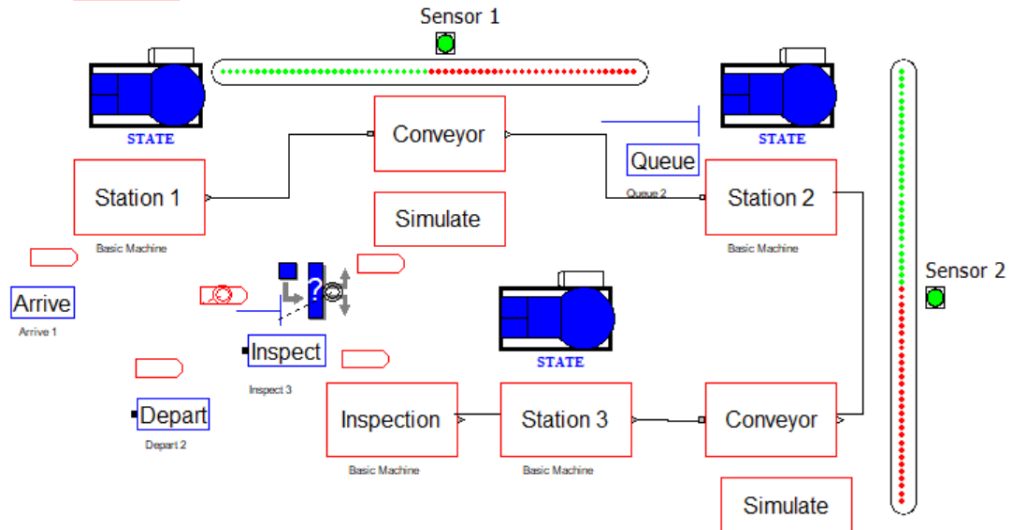 Sensor 1
STATE
STATE
Conveyor
Queue
Queue 2
Station 1
Station 2
Simulate
Basic Machine
Basic Machine
Sensor 2
Arrive
Arrive 1
?
Inspect
STATE
Inspect 3
Depart
Depart 2
Inspection
Station 3
Conveyor
Basic Machine
Basic Machine
Simulate